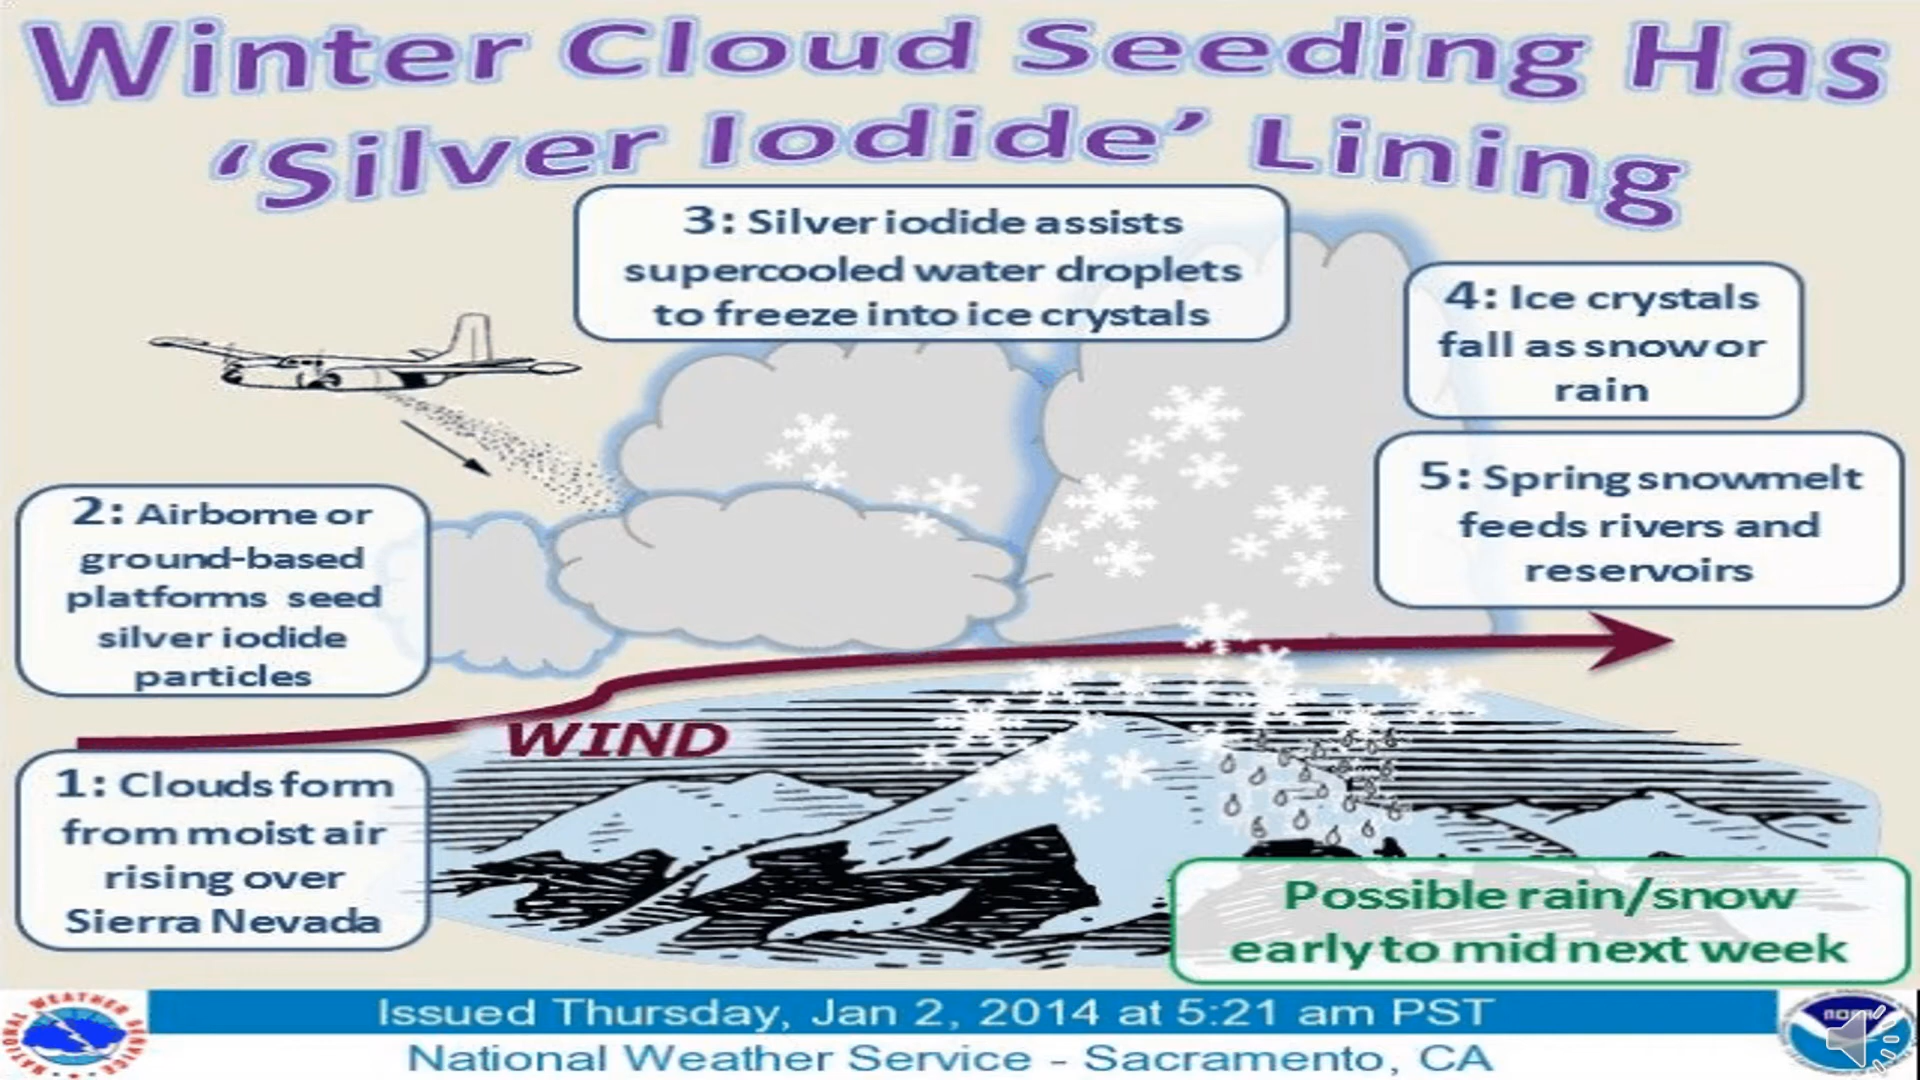 Winter Cloud Seeding Has
‘Silver Iodide’ Lining
3: Silver iodide assists
supercooled water droplets
to freeze into ice crystals
4: Ice crystals
fall as snow or
rain
5: Spring snowmelt
feeds rivers and
reservoirs
2: Airborne or
ground-based
platforms seed
silver iodide
particles
WIND
1: Clouds form
from moist air
rising over
Sierra Nevada
Possible rain/snow
early to mid next week
NATIONAL WEATHER SERVICE
Issued Thursday, Jan 2, 2014 at 5:21 am PST
National Weather Service - Sacramento, CA